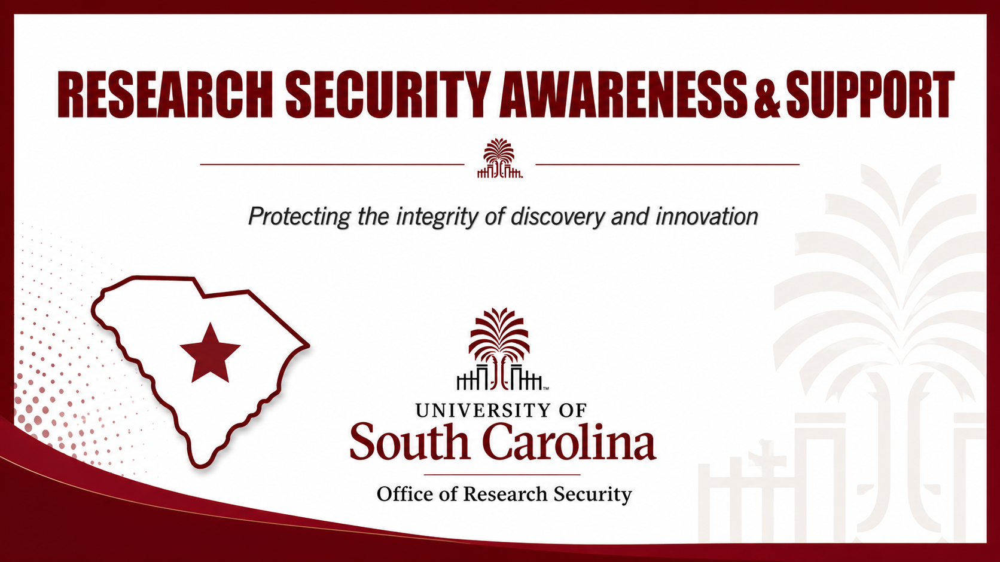 RESEARCH SECURITY AWARENESS & SUPPORT
Protecting the integrity of discovery and innovation
™
UNIVERSITY OF
South Carolina
Office of Research Security